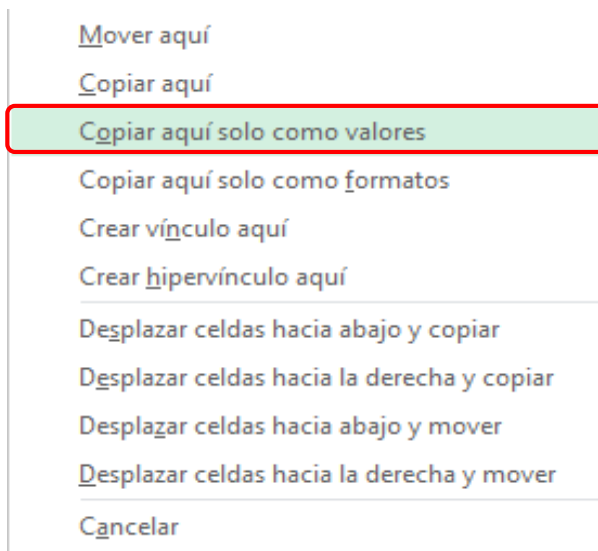 Mover aquí
Copiar aquí
Copiar aquí solo como valores
Copiar aquí solo como formatos
Crear vínculo aquí
Crear hipervínculo aquí
Desplazar celdas hacia abajo y copiar
Desplazar celdas hacia la derecha y copiar
Desplazar celdas hacia abajo y mover
Desplazar celdas hacia la derecha y mover
Cancelar